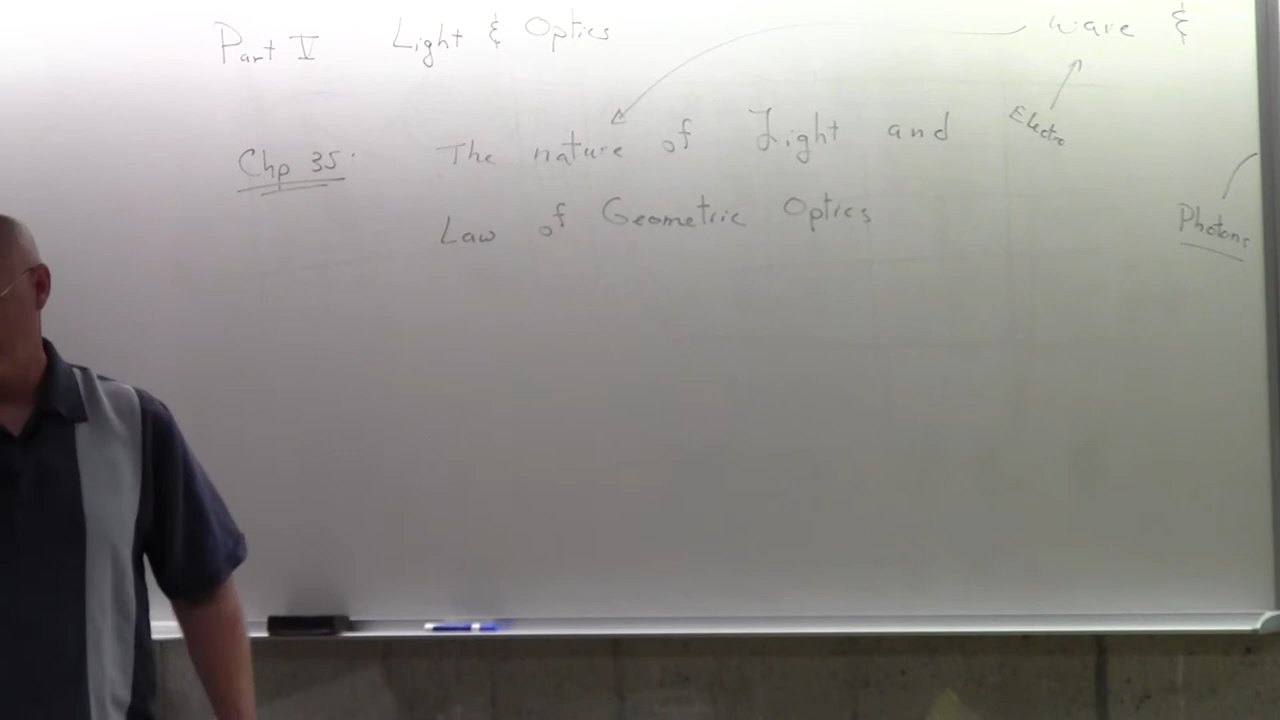 Part V Light & Optics
wave &
Electro
Chp 35: The nature of Light and
Law of Geometric Optics
Photons